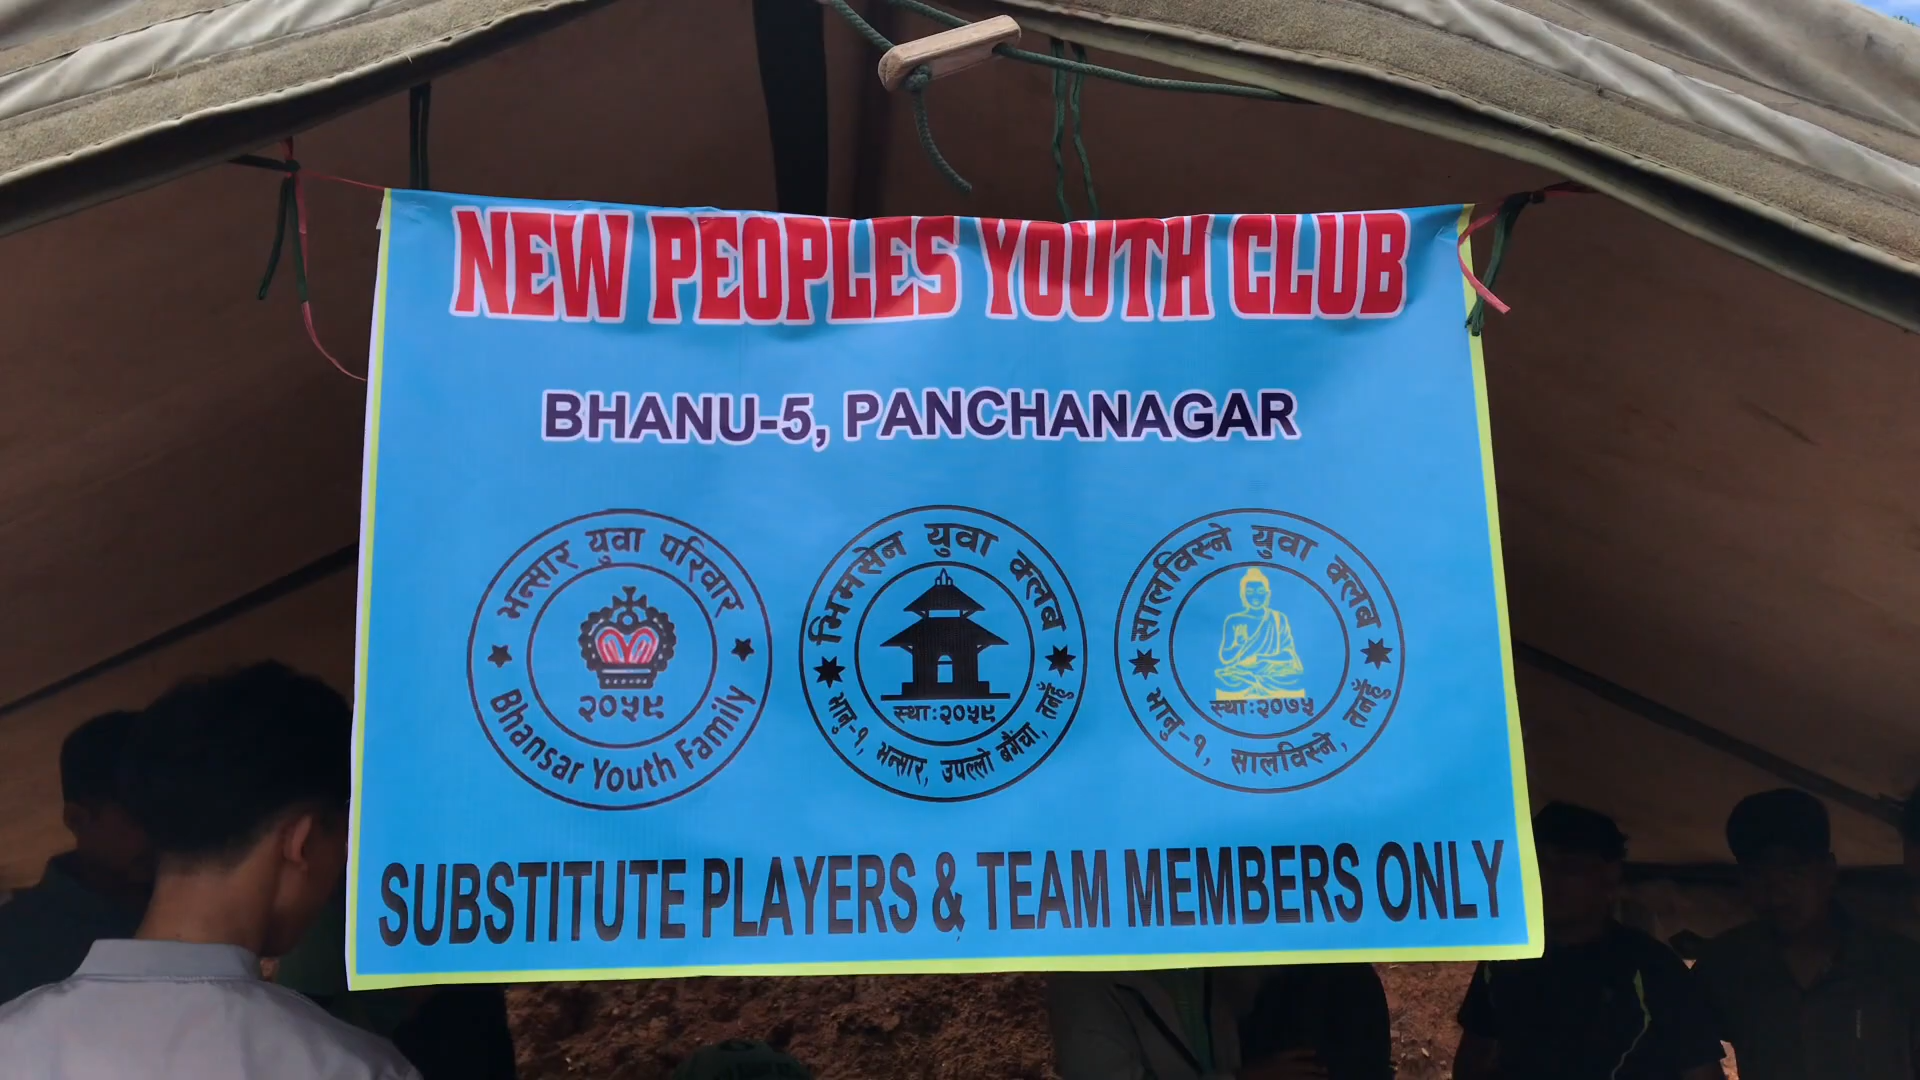 NEW PEOPLES YOUTH CLUB
BHANU-5, PANCHANAGAR
भन्सार युवा परिवार
२०५९
Bhansar Youth Family
भिमसेन युवा क्लब
स्था:२०५९
भानु-१, भन्सार, उपल्लो बगैंचा, तनहुँ
सालविस्ने युवा क्लब
स्था:२०७५
भानु-१, सालविस्ने, तनहुँ
SUBSTITUTE PLAYERS & TEAM MEMBERS ONLY